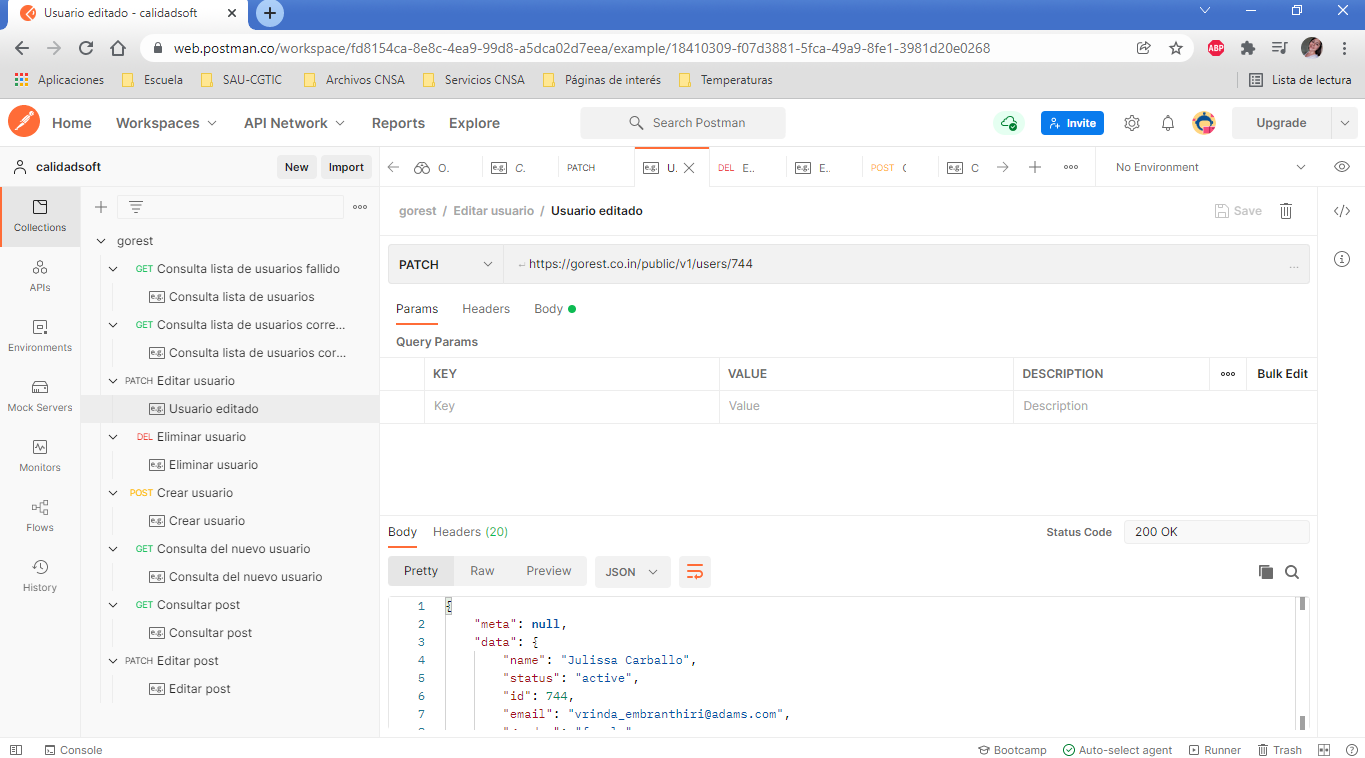 Usuario editado - calidadsoft
web.postman.co/workspace/fd8154ca-8e8c-4ea9-99d8-a5dca02d7eea/example/18410309-f07d3881-5fca-49a9-8fe1-3981d20e0268
ABP
Aplicaciones Escuela SAU-CGTIC Archivos CNSA Servicios CNSA Páginas de interés Temperaturas Lista de lectura
Home Workspaces API Network Reports Explore Search Postman Invite Upgrade
calidadsoft New Import
O. e.g. C. PATCH e.g. U. DEL E.. e.g. E. POST e.g. C No Environment
Collections
APIs
Environments
Mock Servers
Monitors
Flows
History
gorest
GET Consulta lista de usuarios fallido
e.g. Consulta lista de usuarios
GET Consulta lista de usuarios corre...
e.g. Consulta lista de usuarios cor...
PATCH Editar usuario
e.g. Usuario editado
DEL Eliminar usuario
e.g. Eliminar usuario
POST Crear usuario
e.g. Crear usuario
GET Consulta del nuevo usuario
e.g. Consulta del nuevo usuario
GET Consultar post
e.g. Consultar post
PATCH Editar post
e.g. Editar post
gorest / Editar usuario / Usuario editado Save
PATCH https://gorest.co.in/public/v1/users/744 ...
Params Headers Body
Query Params
KEY VALUE DESCRIPTION Bulk Edit
Key Value Description
Body Headers (20) Status Code 200 OK
Pretty Raw Preview JSON
1 {
2 "meta": null,
3 "data": {
4 "name": "Julissa Carballo",
5 "status": "active",
6 "id": 744,
7 "email": "vrinda_embranthiri@adams.com",
Console Bootcamp Auto-select agent Runner Trash